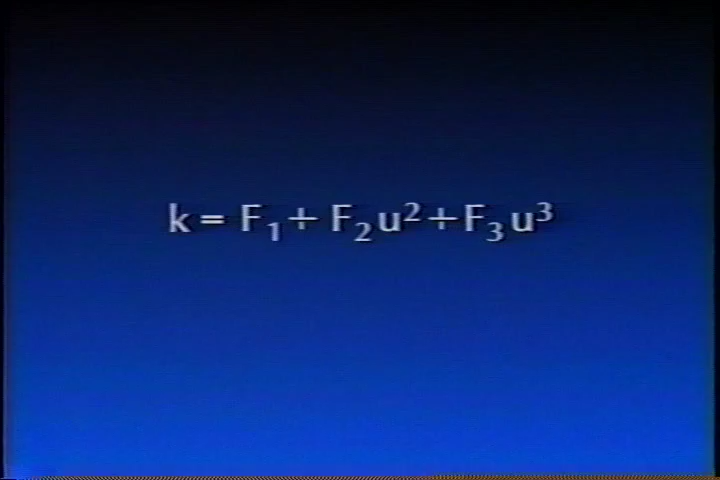 k = F₁ + F₂u² + F₃u³